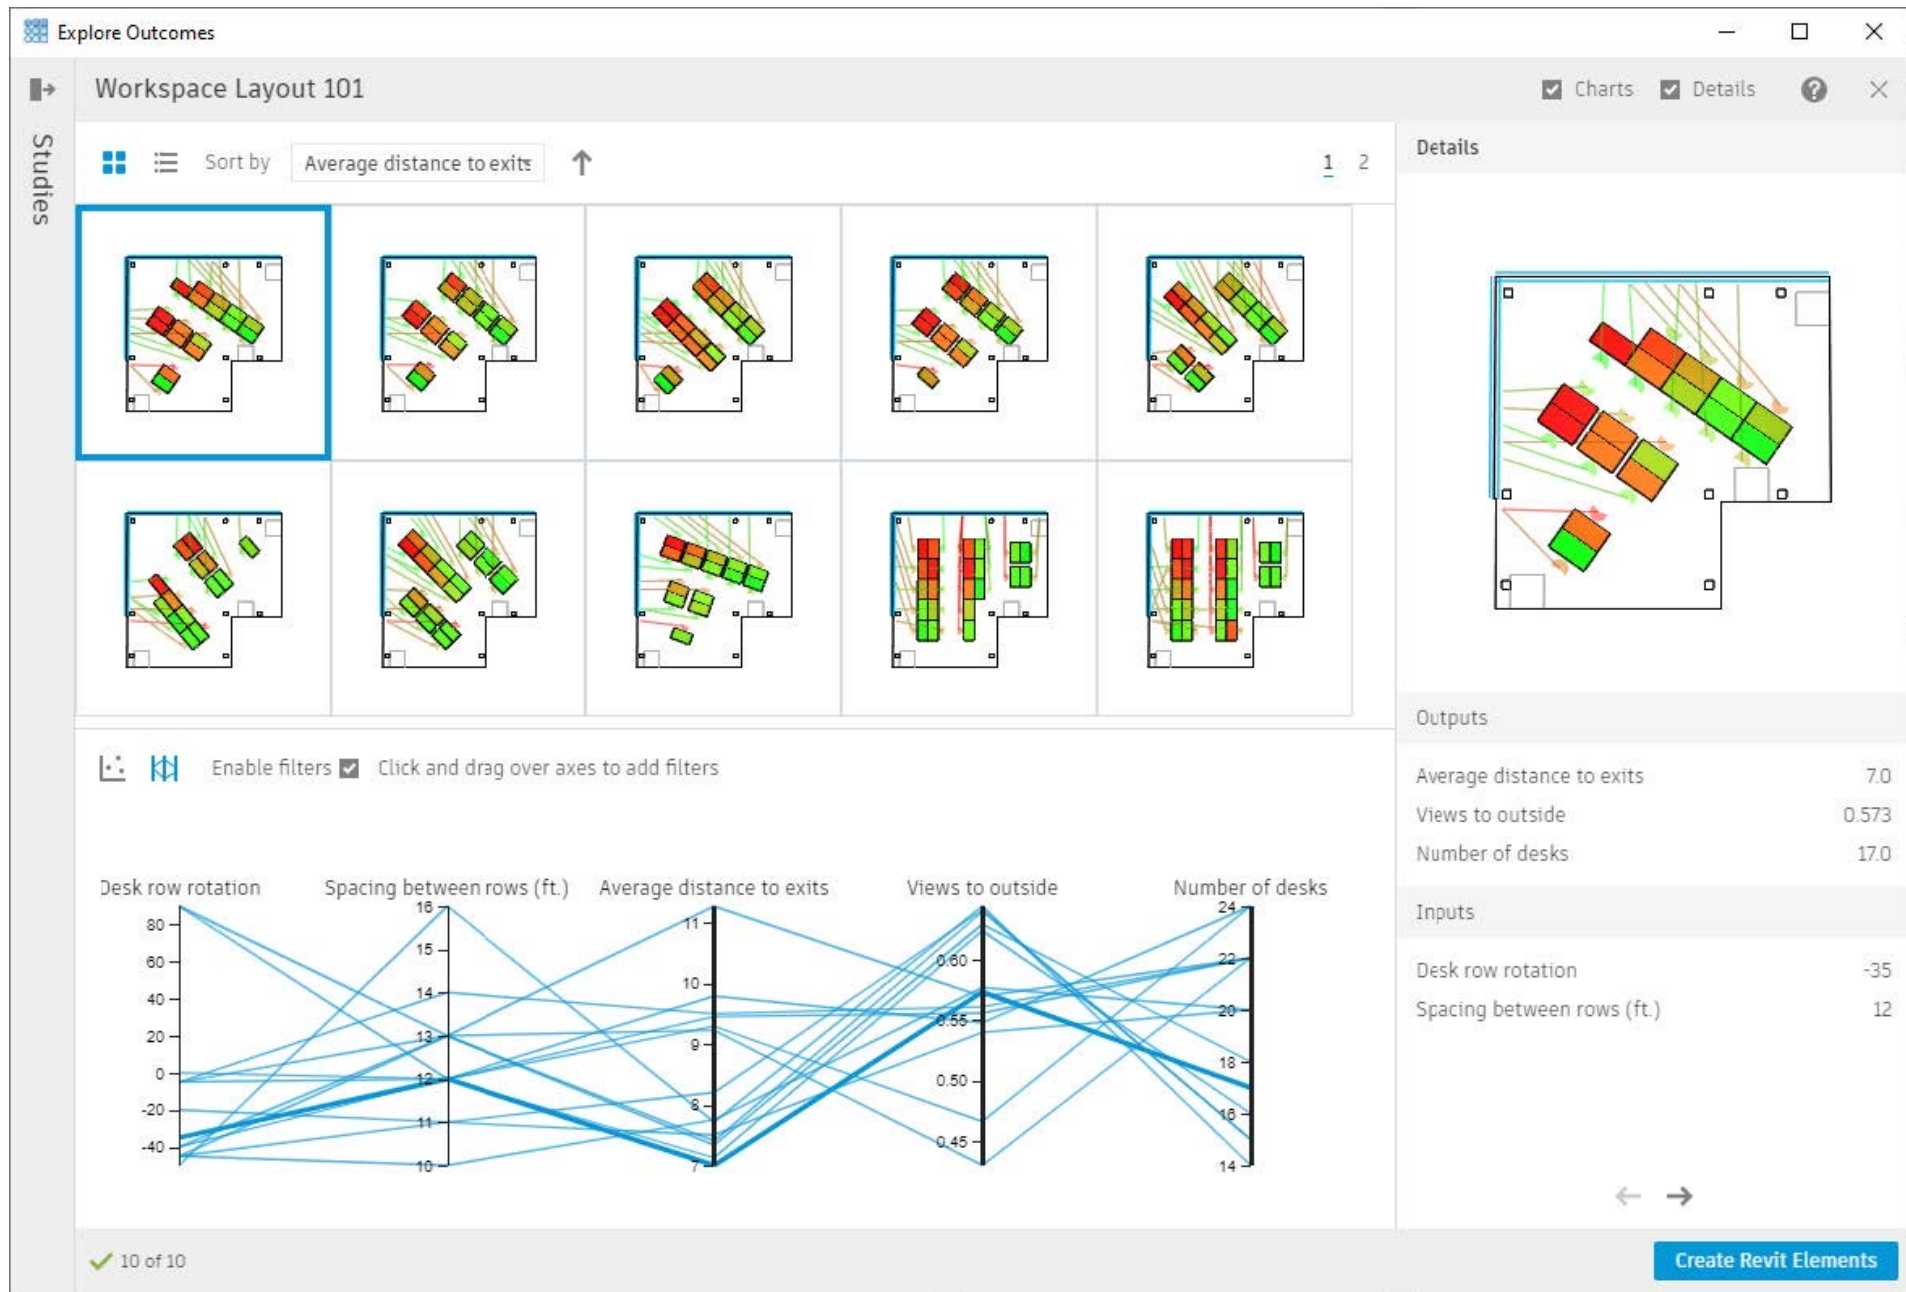 Explore Outcomes
Studies
Workspace Layout 101
Charts
Details
Sort by
Average distance to exits
1 2
Details
Outputs
Average distance to exits 7.0
Views to outside 0.573
Number of desks 17.0
Inputs
Desk row rotation -35
Spacing between rows (ft.) 12
Enable filters
Click and drag over axes to add filters
Desk row rotation
80
60
40
20
0
-20
-40
Spacing between rows (ft.)
16
15
14
13
12
11
10
Average distance to exits
11
10
9
8
7
Views to outside
0.60
0.55
0.50
0.45
Number of desks
24
22
20
18
16
14
10 of 10
Create Revit Elements